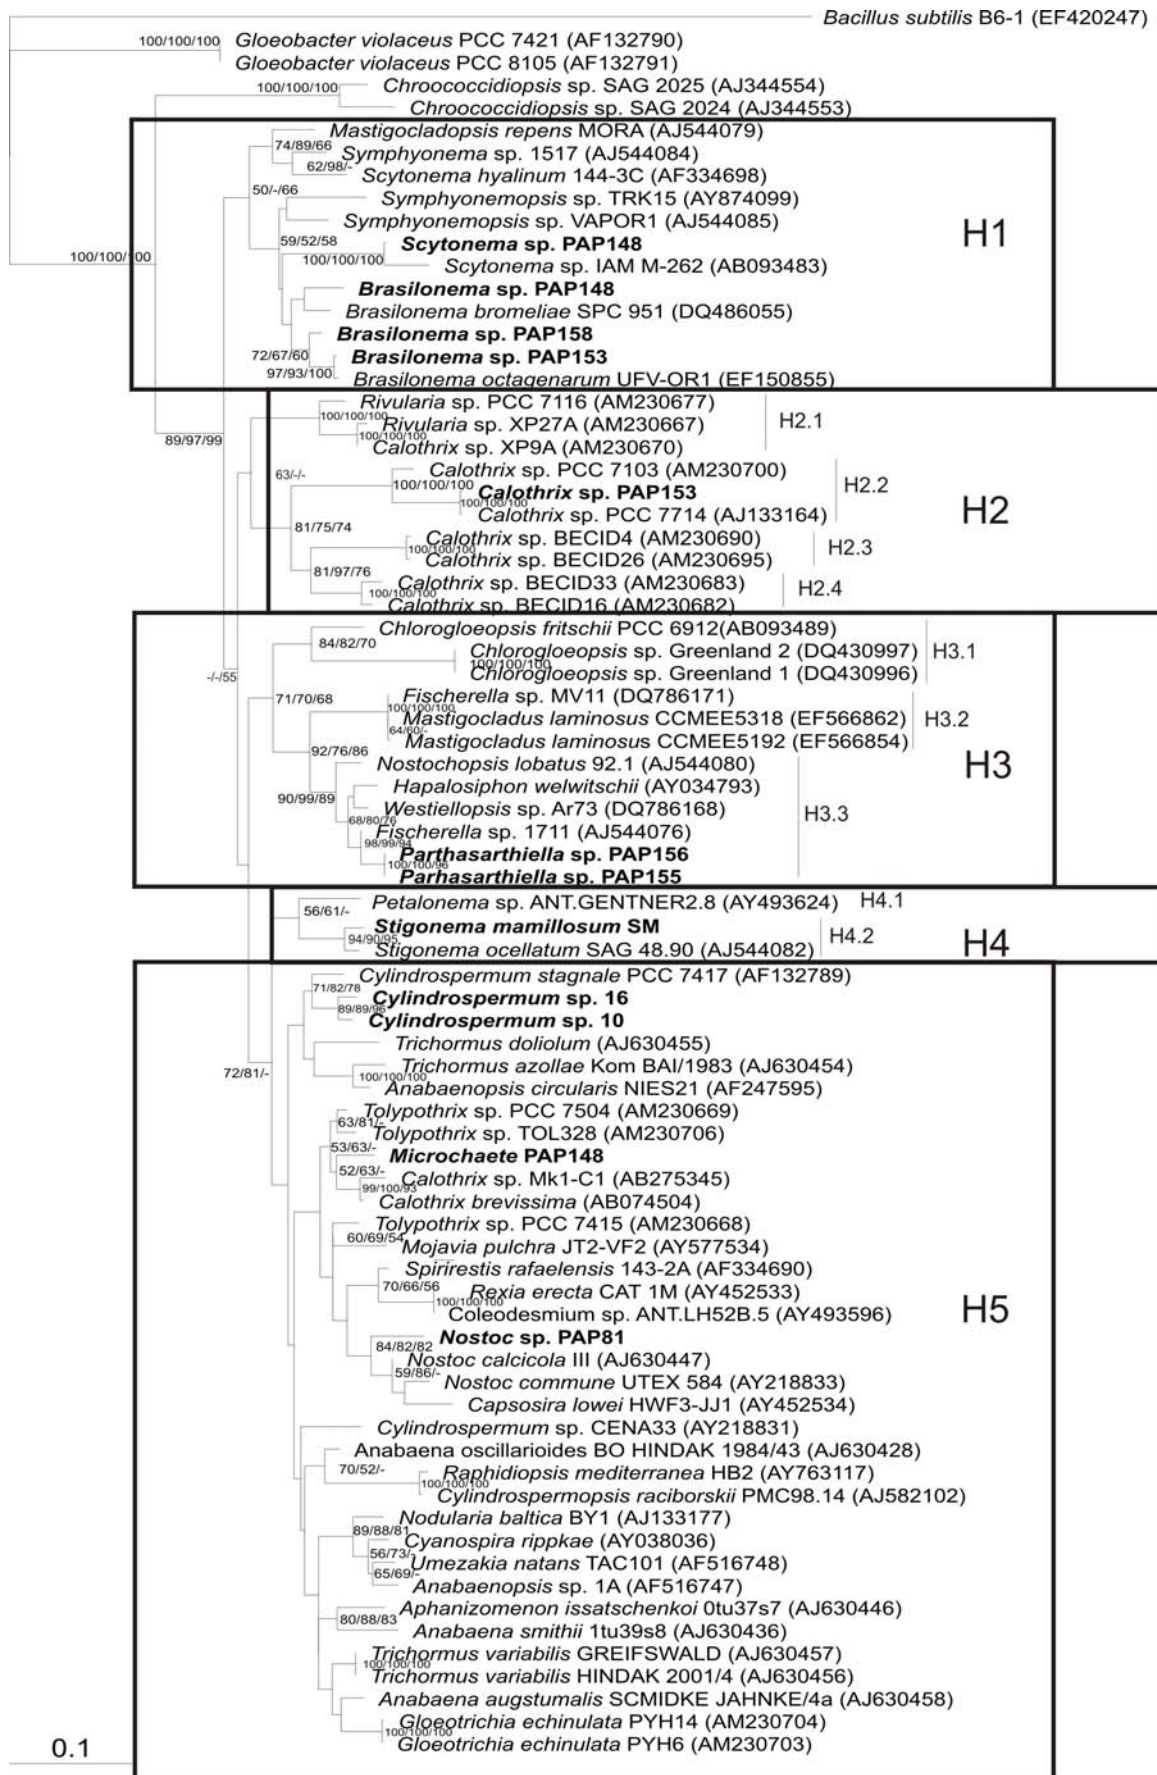 Bacillus subtilis B6-1 (EF420247)
100/100/100
Gloeobacter violaceus PCC 7421 (AF132790)
Gloeobacter violaceus PCC 8105 (AF132791)
100/100/100
Chroococcidiopsis sp. SAG 2025 (AJ344554)
Chroococcidiopsis sp. SAG 2024 (AJ344553)
Mastigocladopsis repens MORA (AJ544079)
74/89/66
Symphyonema sp. 1517 (AJ544084)
62/98/-
Scytonema hyalinum 144-3C (AF334698)
50/-/66
Symphyonemopsis sp. TRK15 (AY874099)
Symphyonemopsis sp. VAPOR1 (AJ544085)
H1
59/52/58
Scytonema sp. PAP148
100/100/100
100/100/100
Scytonema sp. IAM M-262 (AB093483)
Brasilonema sp. PAP148
Brasilonema bromeliae SPC 951 (DQ486055)
Brasilonema sp. PAP158
72/67/60
Brasilonema sp. PAP153
97/93/100
Brasilonema octagenarum UFV-OR1 (EF150855)
Rivularia sp. PCC 7116 (AM230677)
100/100/100
H2.1
Rivularia sp. XP27A (AM230667)
100/100/100
89/97/99
Calothrix sp. XP9A (AM230670)
63/-/-
Calothrix sp. PCC 7103 (AM230700)
100/100/100
H2.2
Calothrix sp. PAP153
100/100/100
H2
Calothrix sp. PCC 7714 (AJ133164)
81/75/74
Calothrix sp. BECID4 (AM230690)
100/100/100
H2.3
Calothrix sp. BECID26 (AM230695)
81/97/76
Calothrix sp. BECID33 (AM230683)
100/100/100
H2.4
Calothrix sp. BECID16 (AM230682)
Chlorogloeopsis fritschii PCC 6912(AB093489)
84/82/70
Chlorogloeopsis sp. Greenland 2 (DQ430997)
H3.1
100/100/100
Chlorogloeopsis sp. Greenland 1 (DQ430996)
-/-/55
71/70/68
Fischerella sp. MV11 (DQ786171)
100/100/100
Mastigocladus laminosus CCMEE5318 (EF566862)
H3.2
64/60/-
Mastigocladus laminosus CCMEE5192 (EF566854)
92/76/86
Nostochopsis lobatus 92.1 (AJ544080)
H3
Hapalosiphon welwitschii (AY034793)
90/99/89
Westiellopsis sp. Ar73 (DQ786168)
H3.3
68/80/76
Fischerella sp. 1711 (AJ544076)
98/99/94
Parthasarthiella sp. PAP156
100/100/96
Parhasarthiella sp. PAP155
Petalonema sp. ANT.GENTNER2.8 (AY493624)
H4.1
56/61/-
Stigonema mamillosum SM
H4.2
94/90/95
H4
Stigonema ocellatum SAG 48.90 (AJ544082)
Cylindrospermum stagnale PCC 7417 (AF132789)
71/82/78
Cylindrospermum sp. 16
89/89/96
Cylindrospermum sp. 10
Trichormus doliolum (AJ630455)
72/81/-
Trichormus azollae Kom BAI/1983 (AJ630454)
100/100/100
Anabaenopsis circularis NIES21 (AF247595)
Tolypothrix sp. PCC 7504 (AM230669)
63/81/-
Tolypothrix sp. TOL328 (AM230706)
53/63/-
Microchaete PAP148
52/63/-
Calothrix sp. Mk1-C1 (AB275345)
99/100/93
Calothrix brevissima (AB074504)
Tolypothrix sp. PCC 7415 (AM230668)
60/69/54
Mojavia pulchra JT2-VF2 (AY577534)
Spirirestis rafaelensis 143-2A (AF334690)
70/66/56
Rexia erecta CAT 1M (AY452533)
100/100/100
H5
Coleodesmium sp. ANT.LH52B.5 (AY493596)
Nostoc sp. PAP81
84/82/82
Nostoc calcicola III (AJ630447)
59/86/-
Nostoc commune UTEX 584 (AY218833)
Capsosira lowei HWF3-JJ1 (AY452534)
Cylindrospermum sp. CENA33 (AY218831)
Anabaena oscillarioides BO HINDAK 1984/43 (AJ630428)
70/52/-
Raphidiopsis mediterranea HB2 (AY763117)
100/100/100
Cylindrospermopsis raciborskii PMC98.14 (AJ582102)
Nodularia baltica BY1 (AJ133177)
89/88/81
Cyanospira rippkae (AY038036)
56/73/-
Umezakia natans TAC101 (AF516748)
65/69/-
Anabaenopsis sp. 1A (AF516747)
Aphanizomenon issatschenkoi 0tu37s7 (AJ630446)
80/88/83
Anabaena smithii 1tu39s8 (AJ630436)
Trichormus variabilis GREIFSWALD (AJ630457)
100/100/100
Trichormus variabilis HINDAK 2001/4 (AJ630456)
Anabaena augstumalis SCMIDKE JAHNKE/4a (AJ630458)
Gloeotrichia echinulata PYH14 (AM230704)
100/100/100
Gloeotrichia echinulata PYH6 (AM230703)
0.1